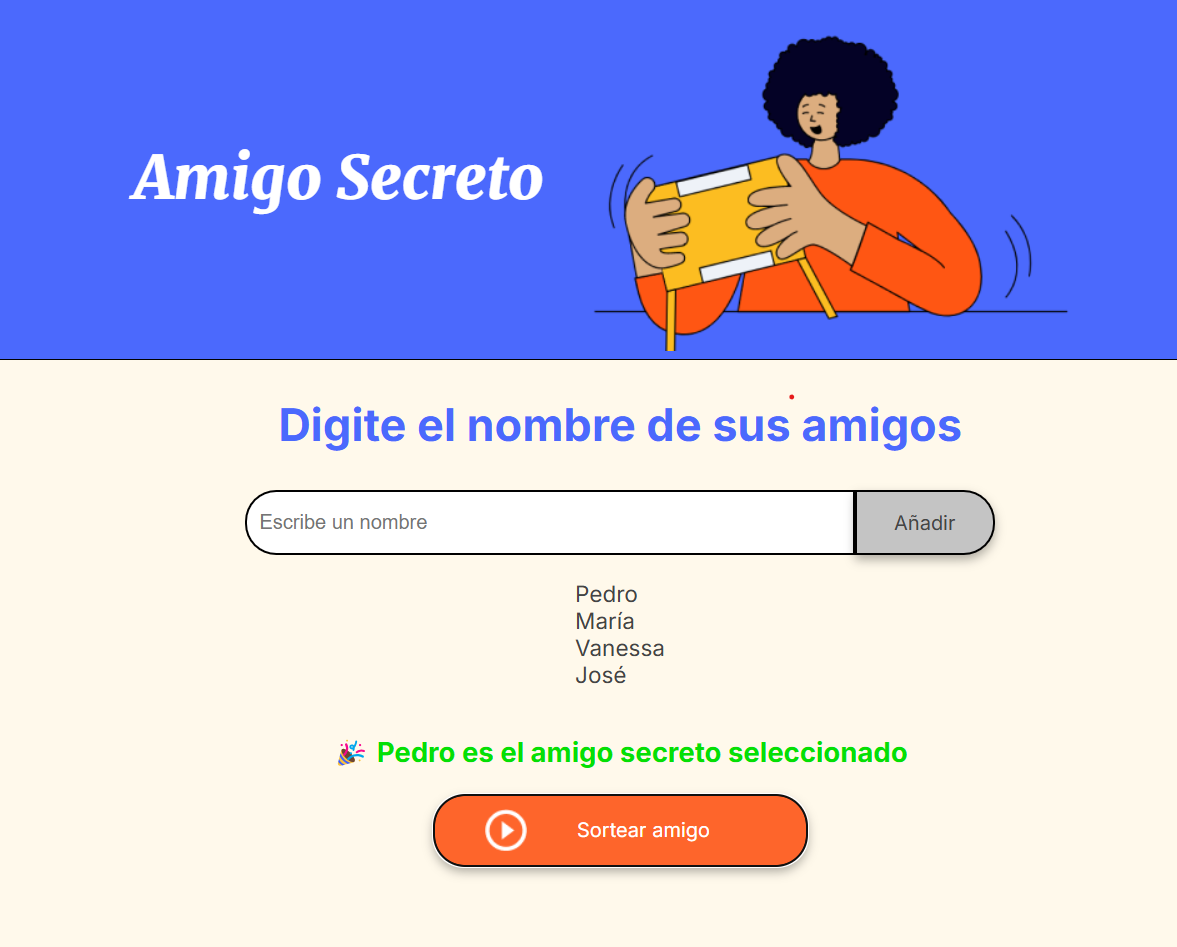 Amigo Secreto
Digite el nombre de sus amigos
Escribe un nombre
Añadir
Pedro
María
Vanessa
José
🎉 Pedro es el amigo secreto seleccionado
Sortear amigo